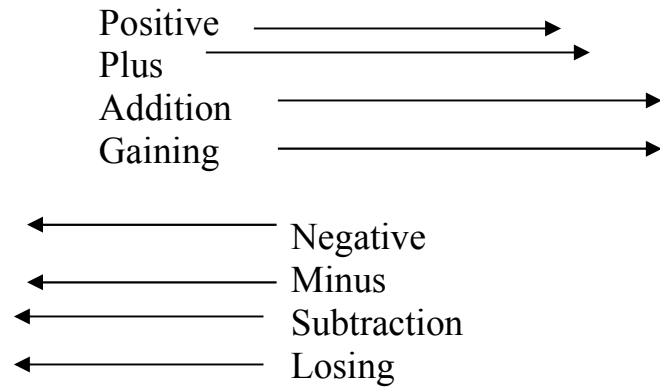 Positive
Plus
Addition
Gaining
Negative
Minus
Subtraction
Losing